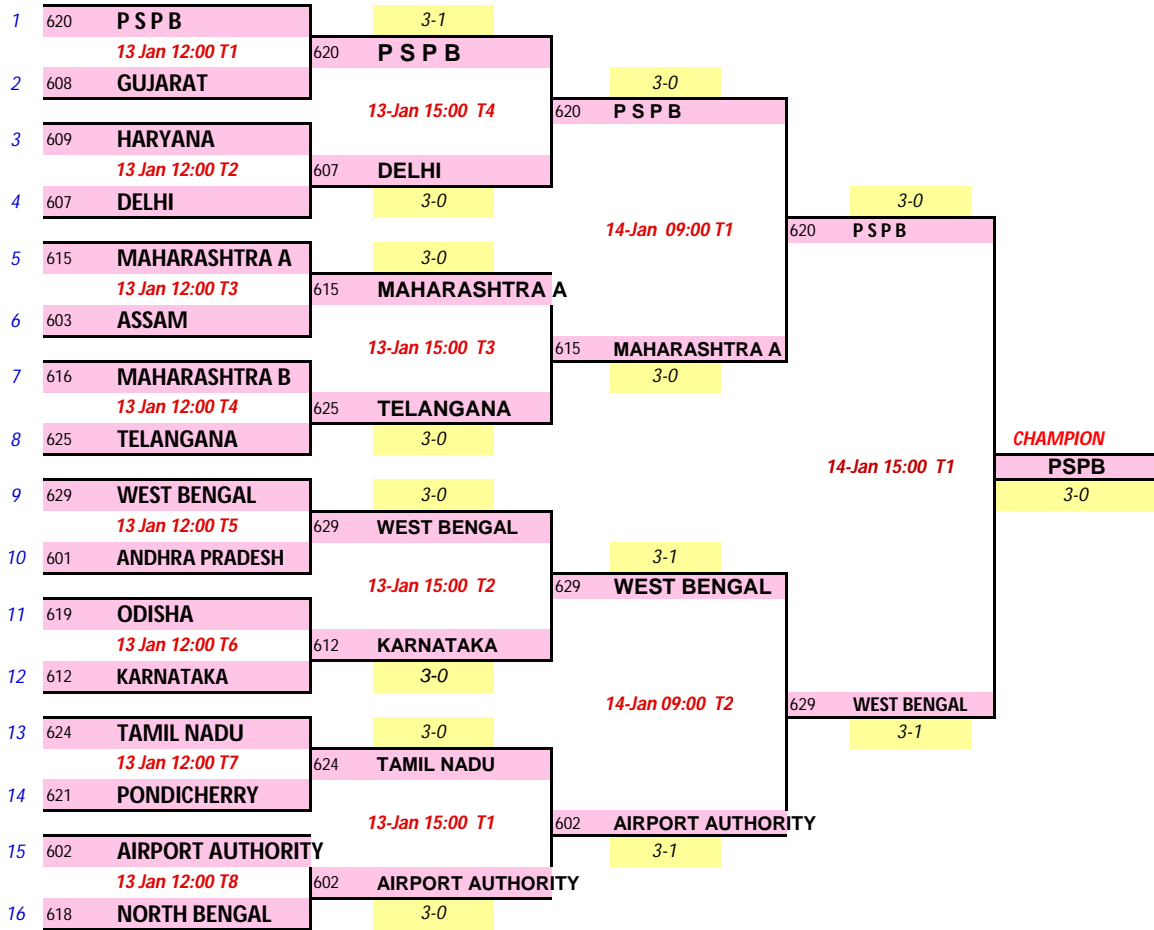 1 620 P S P B 3-1
13 Jan 12:00 T1 620 P S P B
2 608 GUJARAT 3-0
13-Jan 15:00 T4 620 P S P B
3 609 HARYANA
13 Jan 12:00 T2 607 DELHI
4 607 DELHI 3-0 3-0
14-Jan 09:00 T1 620 P S P B
5 615 MAHARASHTRA A 3-0
13 Jan 12:00 T3 615 MAHARASHTRA A
6 603 ASSAM
13-Jan 15:00 T3 615 MAHARASHTRA A
7 616 MAHARASHTRA B 3-0
13 Jan 12:00 T4 625 TELANGANA
8 625 TELANGANA 3-0 CHAMPION
14-Jan 15:00 T1 PSPB
9 629 WEST BENGAL 3-0 3-0
13 Jan 12:00 T5 629 WEST BENGAL
10 601 ANDHRA PRADESH 3-1
13-Jan 15:00 T2 629 WEST BENGAL
11 619 ODISHA
13 Jan 12:00 T6 612 KARNATAKA
12 612 KARNATAKA 3-0
14-Jan 09:00 T2 629 WEST BENGAL
13 624 TAMIL NADU 3-0 3-1
13 Jan 12:00 T7 624 TAMIL NADU
14 621 PONDICHERRY
13-Jan 15:00 T1 602 AIRPORT AUTHORITY
15 602 AIRPORT AUTHORITY 3-1
13 Jan 12:00 T8 602 AIRPORT AUTHORITY
16 618 NORTH BENGAL 3-0